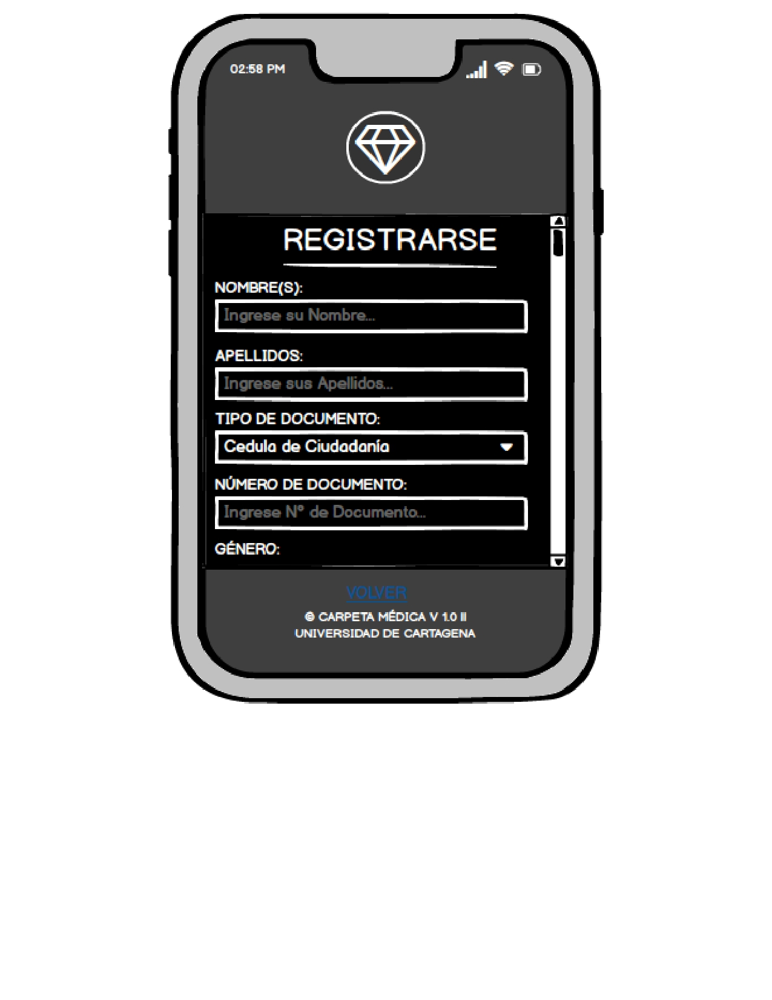 02:58 PM
REGISTRARSE
NOMBRE(S):
Ingrese su Nombre...
APELLIDOS:
Ingrese sus Apellidos...
TIPO DE DOCUMENTO:
Cedula de Ciudadanía
NÚMERO DE DOCUMENTO:
Ingrese N° de Documento...
GÉNERO:
VOLVER
© CARPETA MÉDICA V 1.0 ||
UNIVERSIDAD DE CARTAGENA